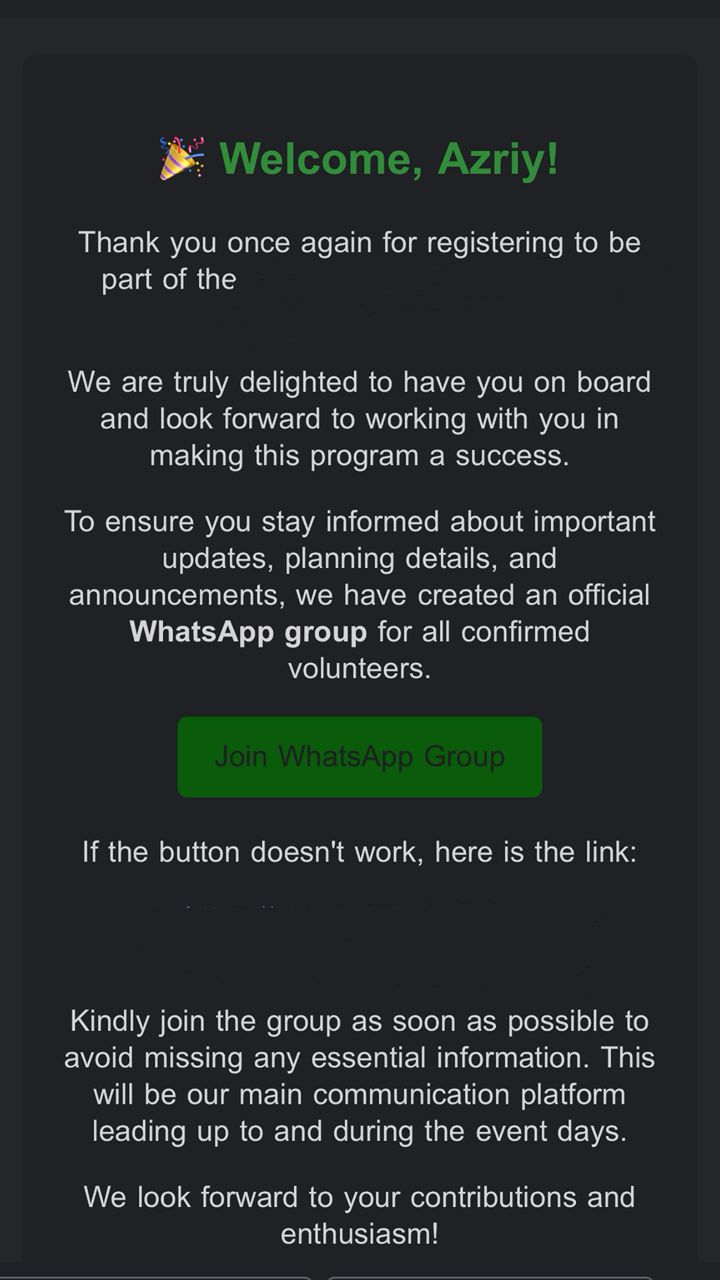 🎉 Welcome, Azriy!
Thank you once again for registering to be
part of the
We are truly delighted to have you on board
and look forward to working with you in
making this program a success.
To ensure you stay informed about important
updates, planning details, and
announcements, we have created an official
WhatsApp group for all confirmed
volunteers.
Join WhatsApp Group
If the button doesn't work, here is the link:
Kindly join the group as soon as possible to
avoid missing any essential information. This
will be our main communication platform
leading up to and during the event days.
We look forward to your contributions and
enthusiasm!